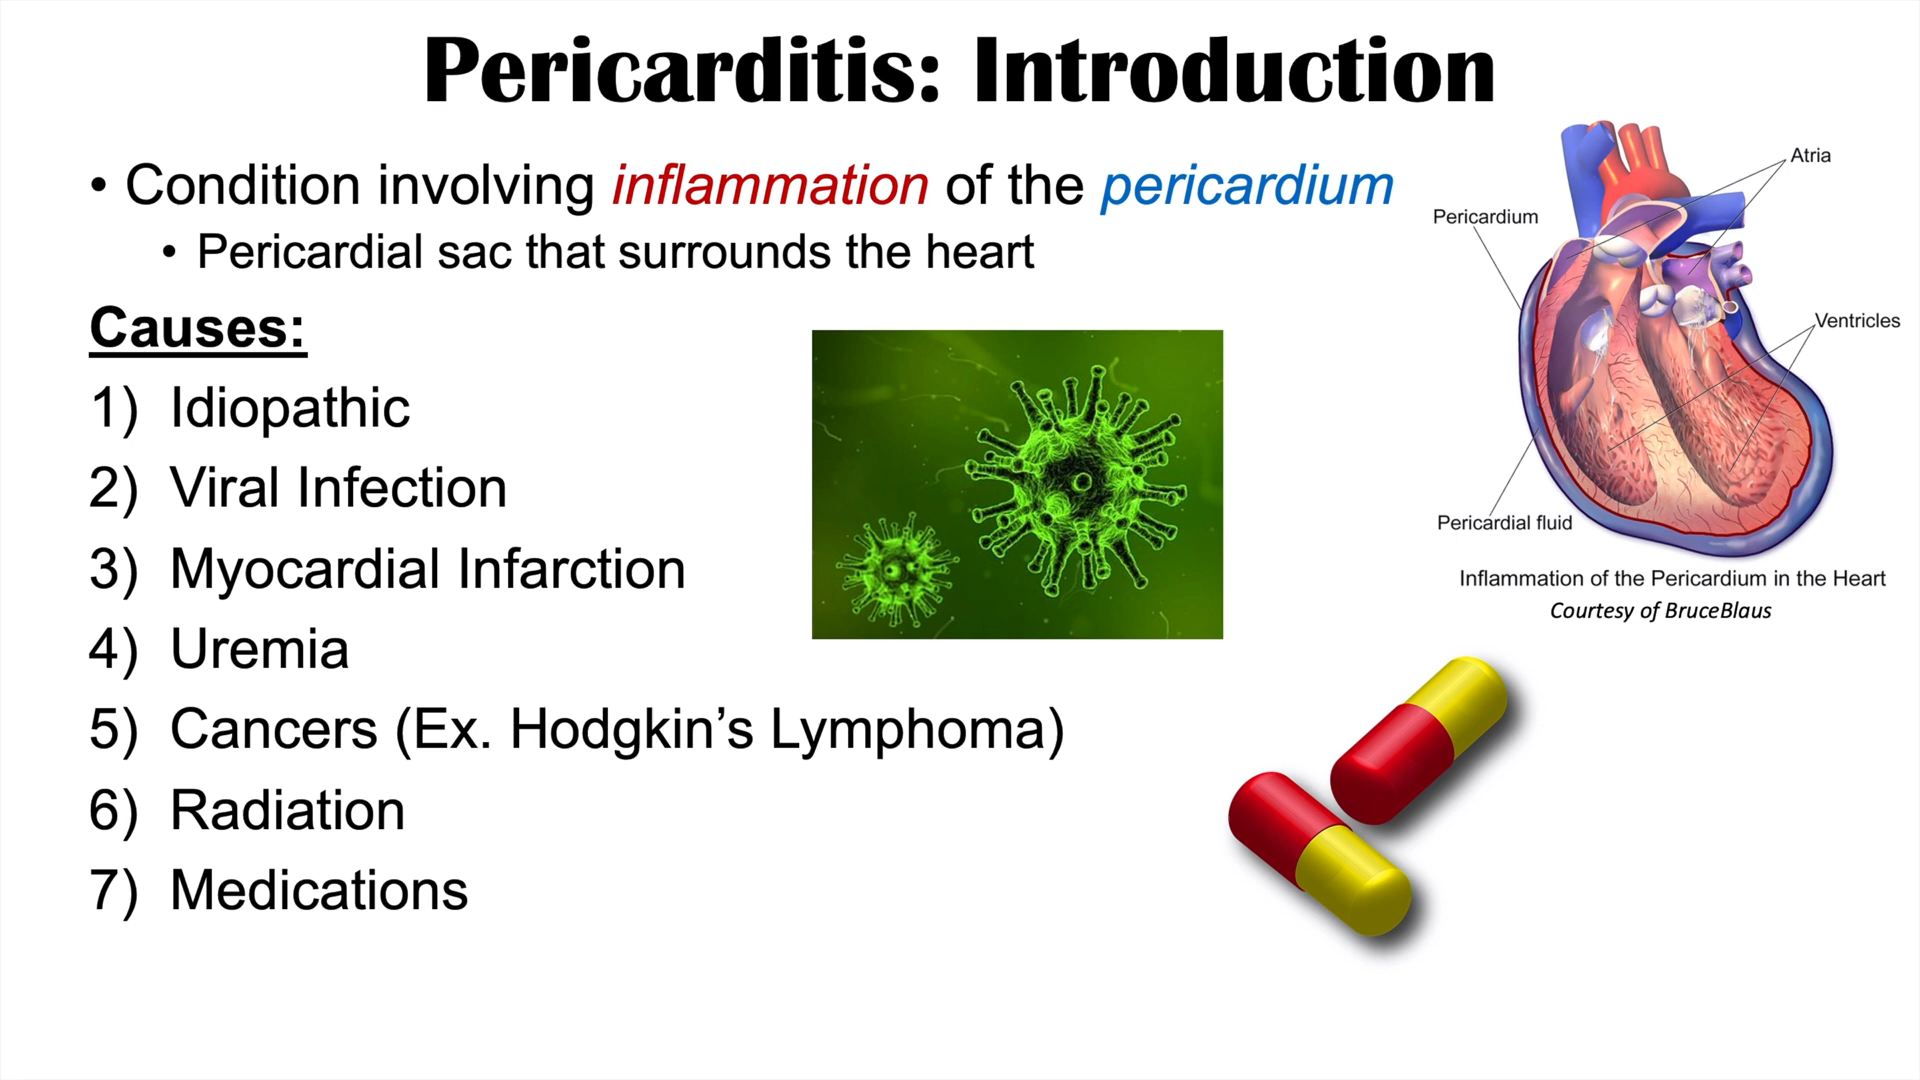 Pericarditis: Introduction
• Condition involving inflammation of the pericardium
• Pericardial sac that surrounds the heart
Causes:
1) Idiopathic
2) Viral Infection
3) Myocardial Infarction
4) Uremia
5) Cancers (Ex. Hodgkin’s Lymphoma)
6) Radiation
7) Medications
Atria
Pericardium
Ventricles
Pericardial fluid
Inflammation of the Pericardium in the Heart
Courtesy of BruceBlaus